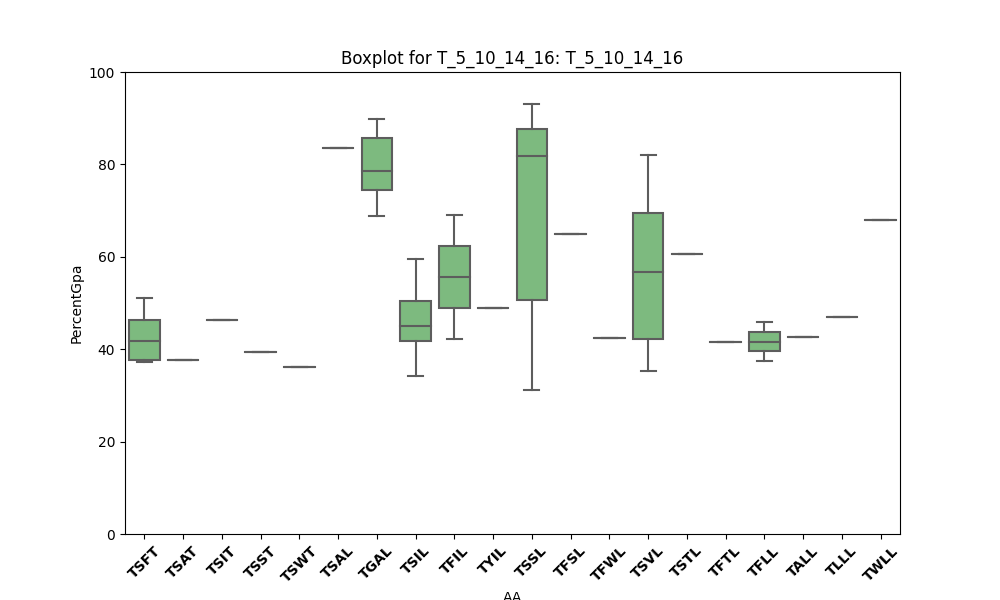 Boxplot for T_5_10_14_16: T_5_10_14_16
100
80
60
40
20
0
PercentGpa
TSFT TSAT TSIT TSST TSWT TSAL TGAL TSIL TFIL TYIL TSSL TFSL TFWL TSVL TSTL TFTL TFLL TALL TLLL TWLL
AA